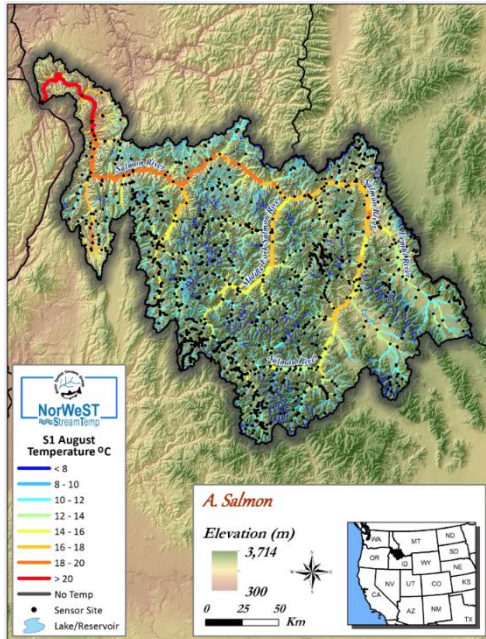 Salmon River
Middle Fork Salmon River
Salmon River
Lemhi River
Salmon River
NorWeST
StreamTemp
S1 August
Temperature °C
< 8
8 - 10
10 - 12
12 - 14
14 - 16
16 - 18
18 - 20
> 20
No Temp
Sensor Site
Lake/Reservoir
A. Salmon
Elevation (m)
3,714
300
0 25 50
Km
WA
MT
ND
OR
ID
SD
WY
NE
NV
UT
CO
KS
CA
AZ
NM
TX